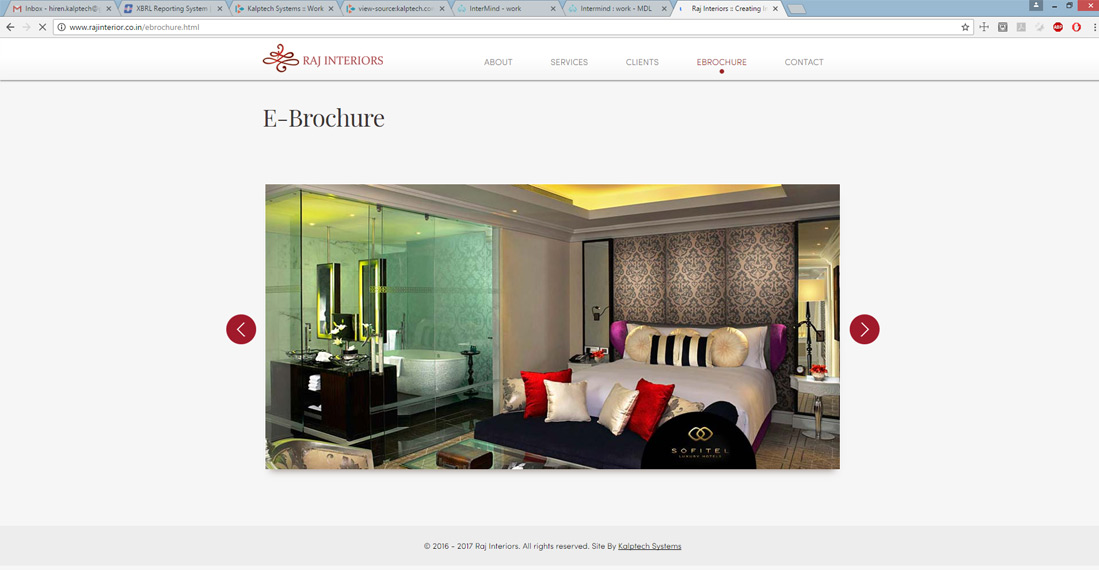 Inbox - hiren.kalptech@
XBRL Reporting System
Kalptech Systems :: Work
view-source:kalptech.co
InterMind - work
Intermind : work - MDL
Raj Interiors :: Creating I
www.rajinterior.co.in/ebrochure.html
ABP
RAJ INTERIORS
ABOUT
SERVICES
CLIENTS
EBROCHURE
CONTACT
E-Brochure
SOFITEL
LUXURY HOTELS
© 2016 - 2017 Raj Interiors. All rights reserved. Site By Kalptech Systems